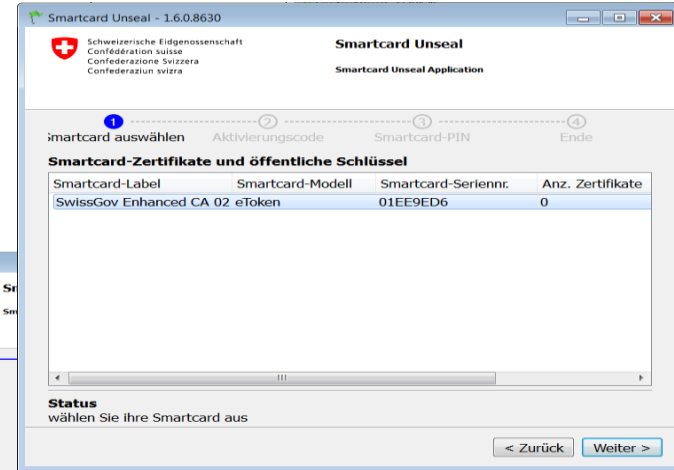 Smartcard Unseal - 1.6.0.8630
Schweizerische Eidgenossenschaft
Confédération suisse
Confederazione Svizzera
Confederaziun svizra
Smartcard Unseal
Smartcard Unseal Application
1 2 3 4
Smartcard auswählen Aktivierungscode Smartcard-PIN Ende
Smartcard-Zertifikate und öffentliche Schlüssel
Smartcard-Label Smartcard-Modell Smartcard-Seriennr. Anz. Zertifikate
SwissGov Enhanced CA 02 eToken 01EE9ED6 0
Status
wählen Sie ihre Smartcard aus
< Zurück Weiter >